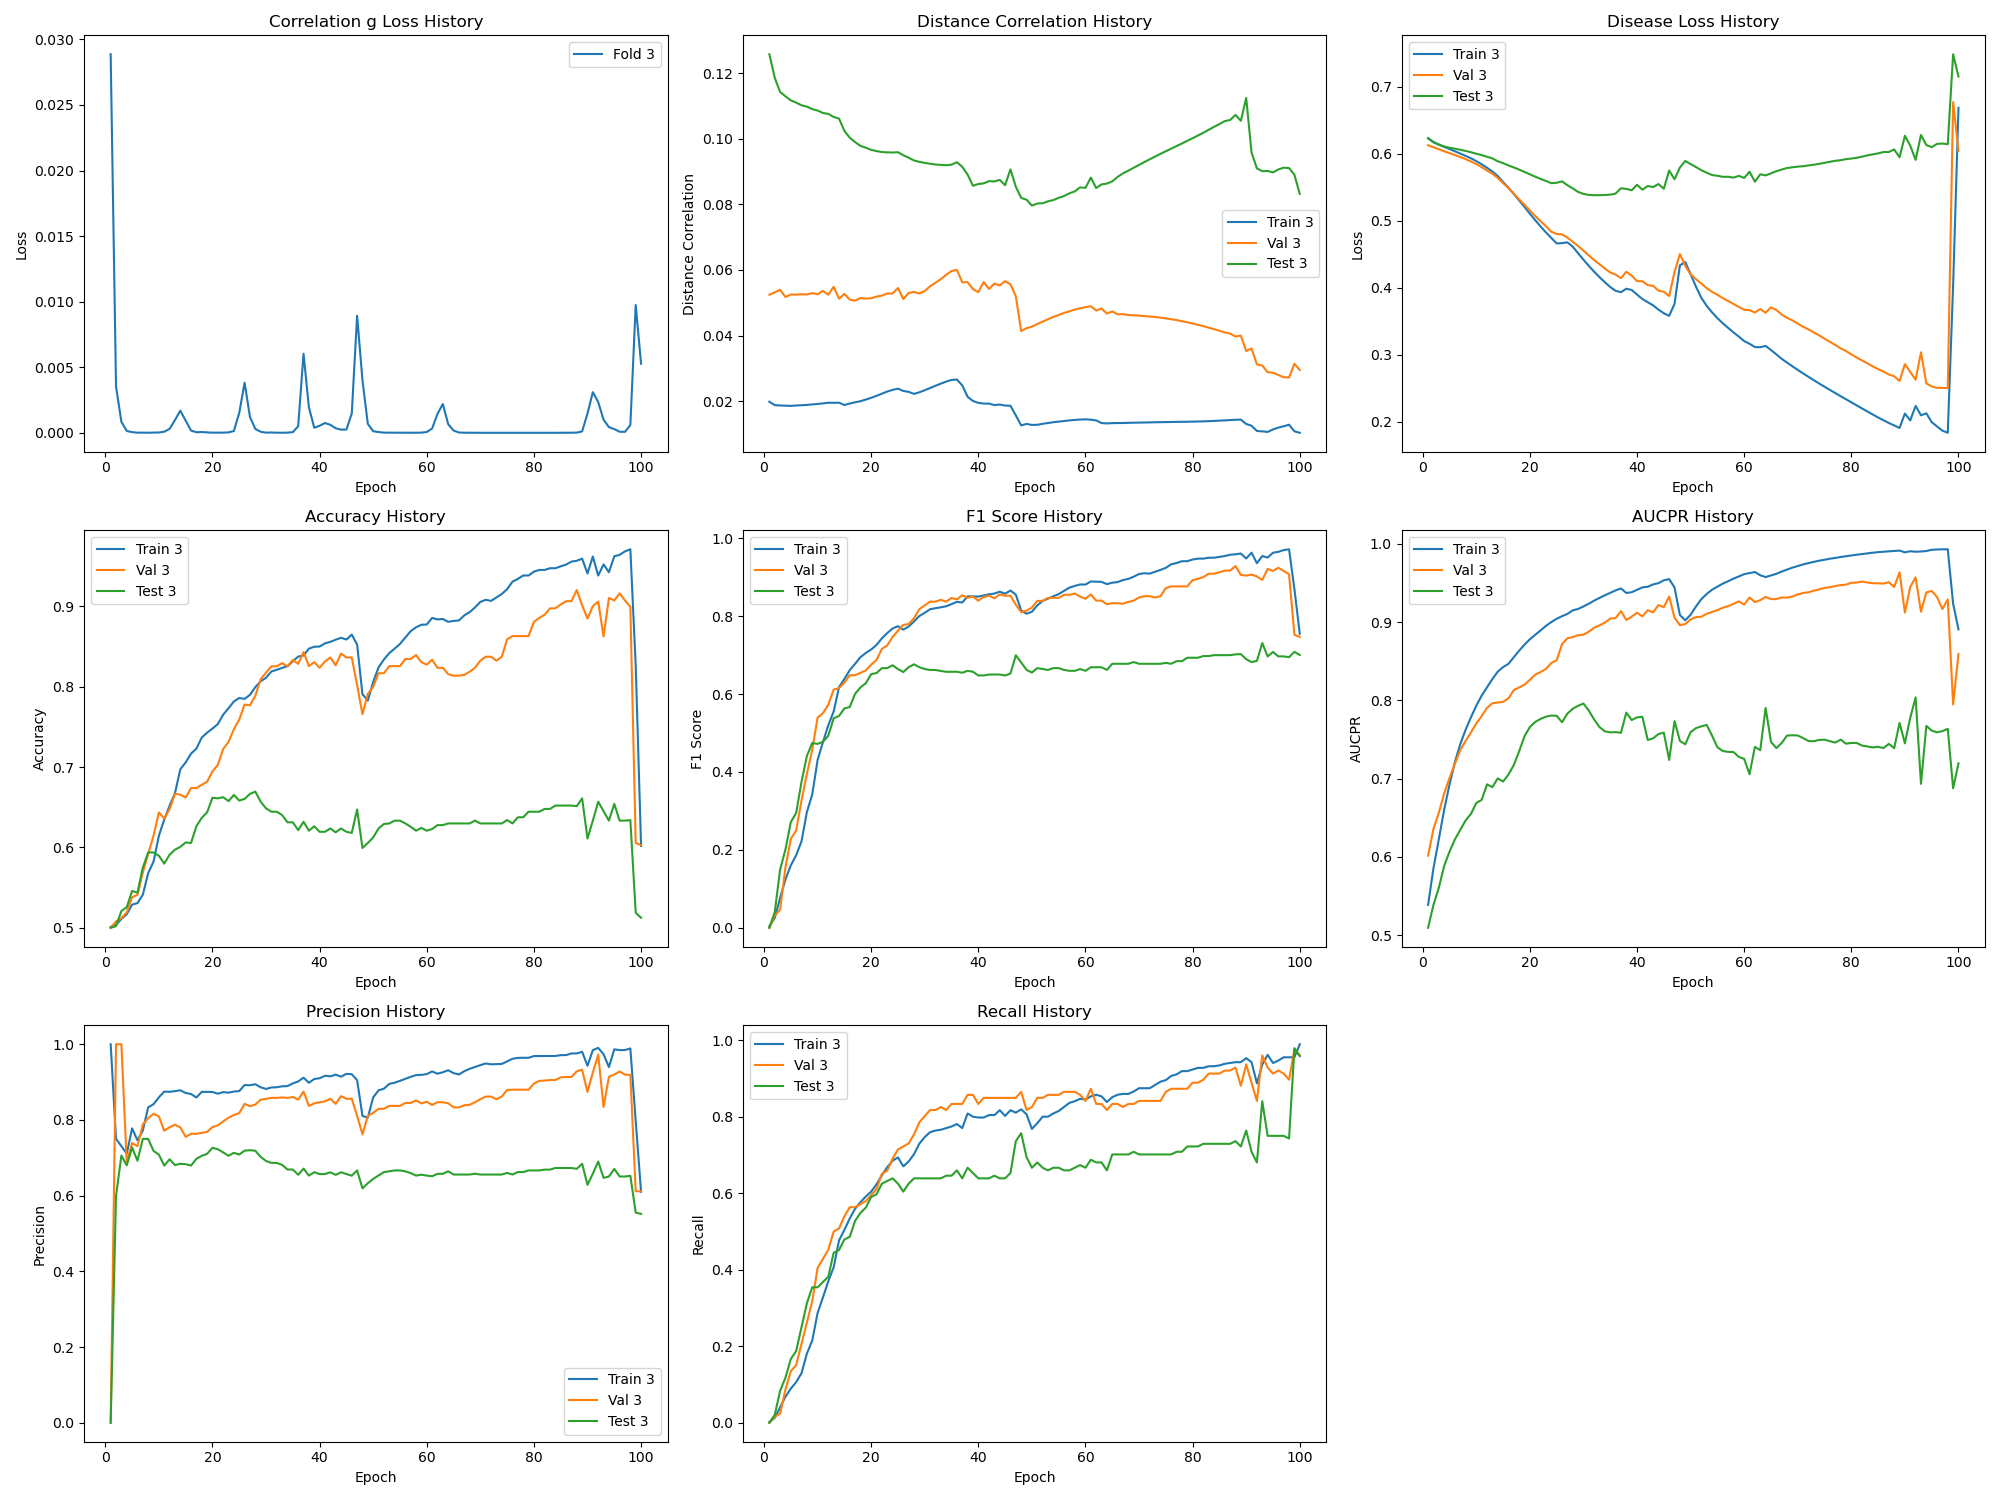 Correlation g Loss History
Loss
0.030
0.025
0.020
0.015
0.010
0.005
0.000
Fold 3
0 20 40 60 80 100
Epoch
Distance Correlation History
Distance Correlation
0.12
0.10
0.08
0.06
0.04
0.02
Train 3
Val 3
Test 3
0 20 40 60 80 100
Epoch
Disease Loss History
Loss
0.7
0.6
0.5
0.4
0.3
0.2
Train 3
Val 3
Test 3
0 20 40 60 80 100
Epoch
Accuracy History
Accuracy
0.9
0.8
0.7
0.6
0.5
Train 3
Val 3
Test 3
0 20 40 60 80 100
Epoch
F1 Score History
F1 Score
1.0
0.8
0.6
0.4
0.2
0.0
Train 3
Val 3
Test 3
0 20 40 60 80 100
Epoch
AUCPR History
AUCPR
1.0
0.9
0.8
0.7
0.6
0.5
Train 3
Val 3
Test 3
0 20 40 60 80 100
Epoch
Precision History
Precision
1.0
0.8
0.6
0.4
0.2
0.0
Train 3
Val 3
Test 3
0 20 40 60 80 100
Epoch
Recall History
Recall
1.0
0.8
0.6
0.4
0.2
0.0
Train 3
Val 3
Test 3
0 20 40 60 80 100
Epoch